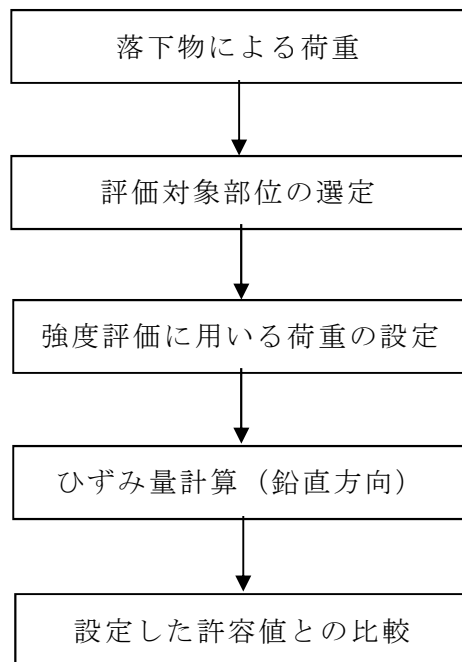 落下物による荷重
評価対象部位の選定
強度評価に用いる荷重の設定
ひずみ量計算（鉛直方向）
設定した許容値との比較